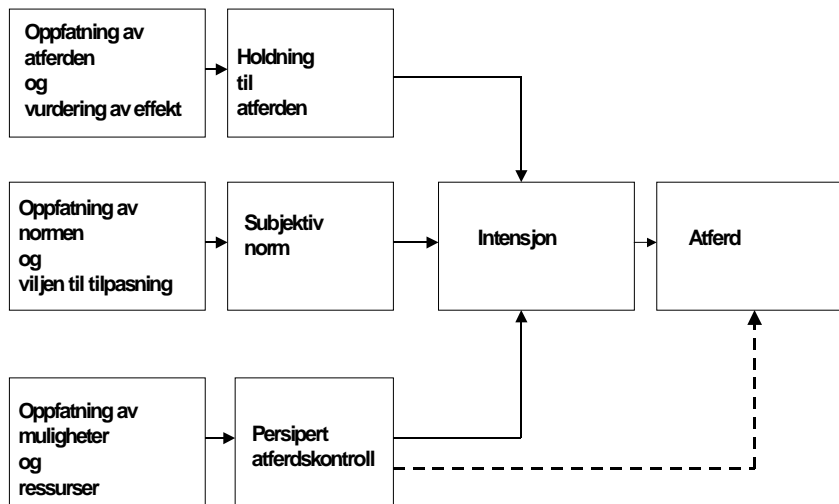 Oppfatning av
atferden
og
vurdering av effekt
Holdning
til
atferden
Oppfatning av
normen
og
viljen til tilpasning
Subjektiv
norm
Intensjon
Atferd
Oppfatning av
muligheter
og
ressurser
Persipert
atferdskontroll